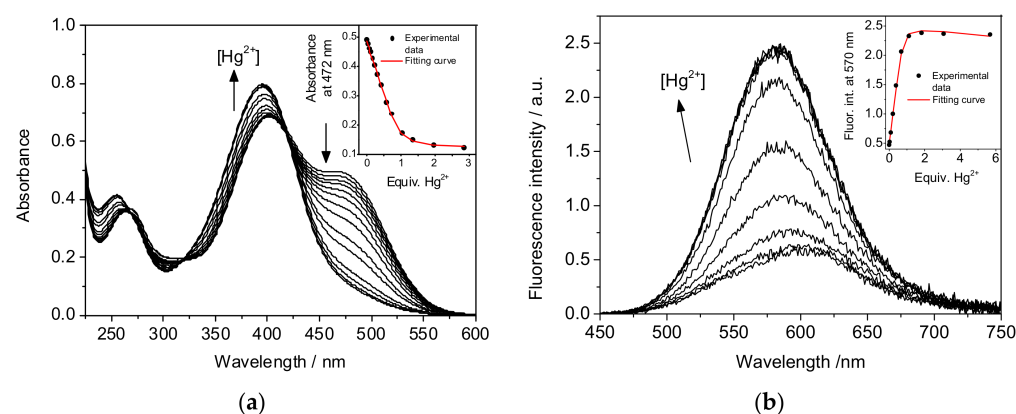 1.0
0.8
0.6
0.4
0.2
0.0
Absorbance
250 300 350 400 450 500 550 600
Wavelength / nm
[Hg²⁺]
Absorbance
at 472 nm
0.5
0.4
0.3
0.2
0.1
0 1 2 3
Equiv. Hg²⁺
Experimental
data
Fitting curve
(a)
2.5
2.0
1.5
1.0
0.5
0.0
Fluorescence intensity / a.u.
450 500 550 600 650 700 750
Wavelength /nm
[Hg²⁺]
Fluor. int. at 570 nm
2.5
2.0
1.5
1.0
0.5
0 2 4 6
Equiv. Hg²⁺
Experimental
data
Fitting curve
(b)